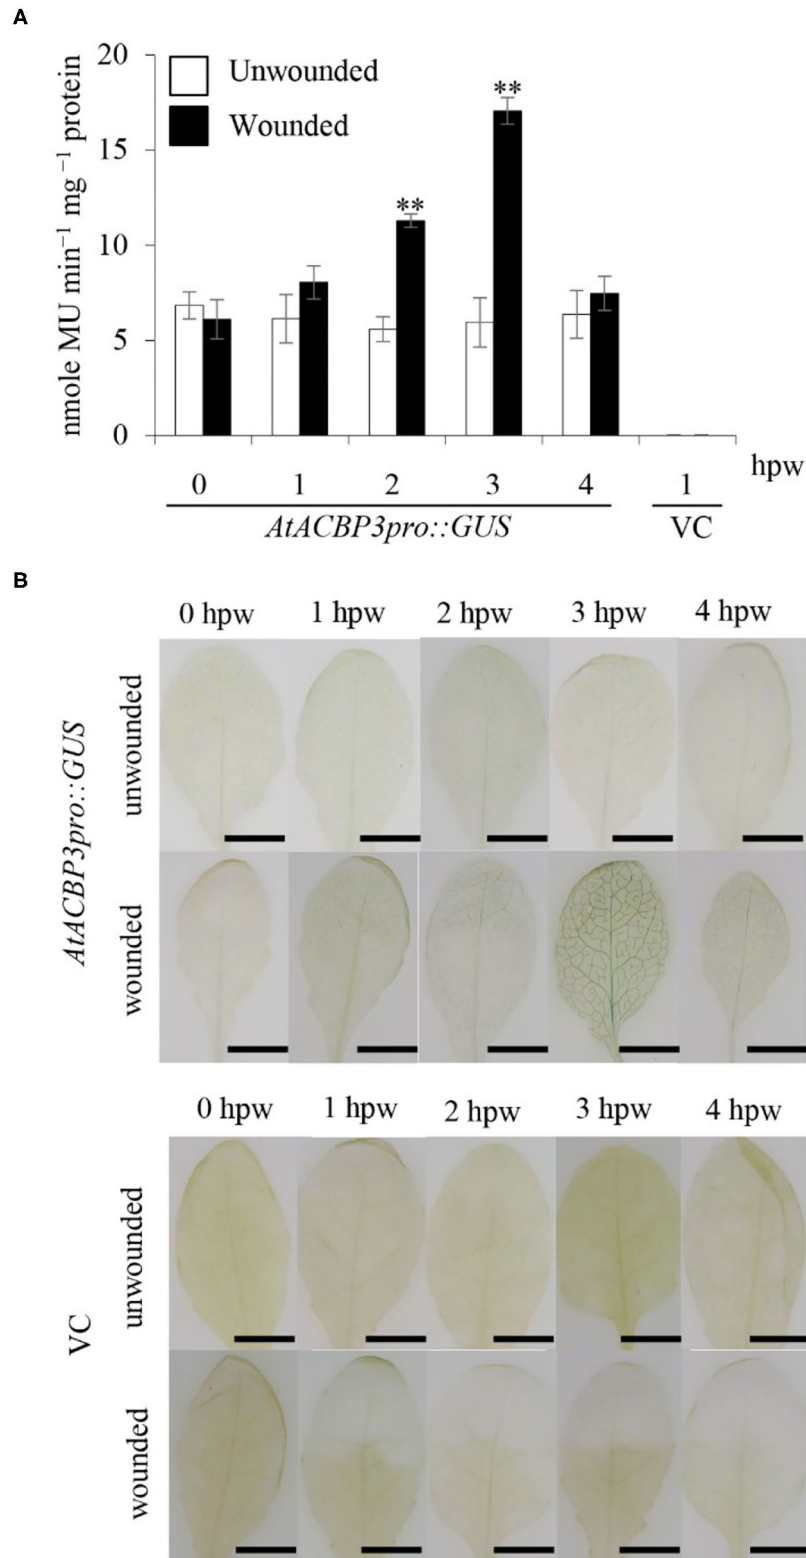 A
nmole MU min⁻¹ mg⁻¹ protein
20
15
10
5
0
Unwounded
Wounded
**
**
0 1 2 3 4 1
hpw
AtACBP3pro::GUS
VC
B
0 hpw 1 hpw 2 hpw 3 hpw 4 hpw
AtACBP3pro::GUS
unwounded
wounded
0 hpw 1 hpw 2 hpw 3 hpw 4 hpw
VC
unwounded
wounded